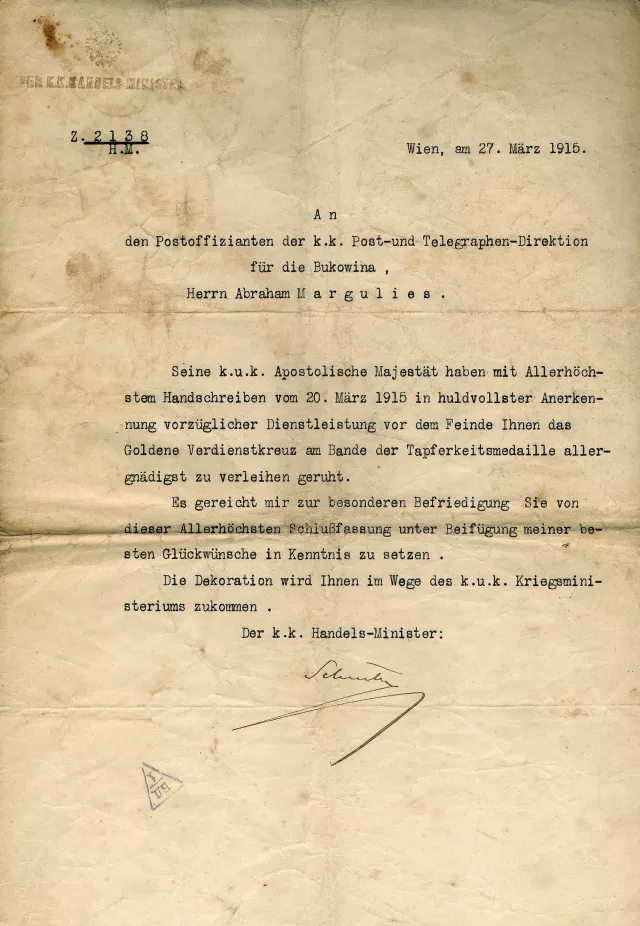 DER K.K. HANDELS-MINISTER
Z. 2138
H.M.
Wien, am 27. März 1915.
An
den Postoffizianten der k.k. Post-und Telegraphen-Direktion
für die Bukowina ,
Herrn Abraham Margulies .
Seine k.u.k. Apostolische Majestät haben mit Allerhöch-
stem Handschreiben vom 20. März 1915 in huldvollster Anerken-
nung vorzüglicher Dienstleistung vor dem Feinde Ihnen das
Goldene Verdienstkreuz am Bande der Tapferkeitsmedaille aller-
gnädigst zu verleihen geruht.
Es gereicht mir zur besonderen Befriedigung Sie von
dieser Allerhöchsten Schlußfassung unter Beifügung meiner be-
sten Glückwünsche in Kenntnis zu setzen .
Die Dekoration wird Ihnen im Wege des k.u.k. Kriegsmini-
steriums zukommen .
Der k.k. Handels-Minister: